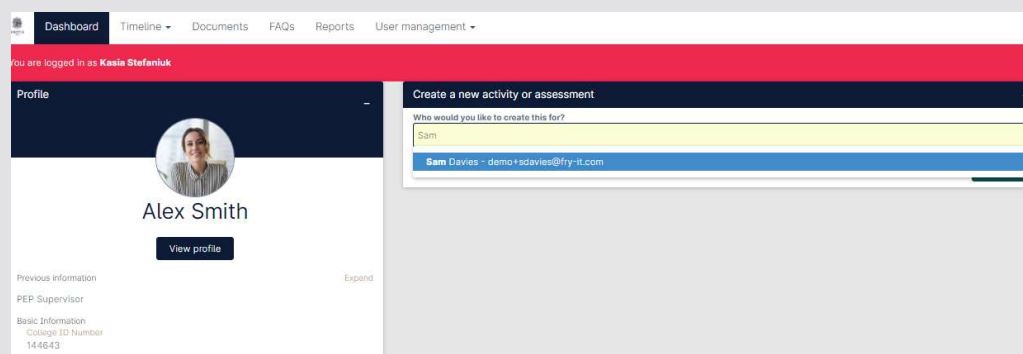 Dashboard Timeline Documents FAQs Reports User management
You are logged in as Kasia Stefaniuk
Profile
Alex Smith
View profile
Previous information Expand
PEP Supervisor
Basic Information
College ID Number
144643
Create a new activity or assessment
Who would you like to create this for?
Sam
Sam Davies - demo+sdavies@fry-it.com